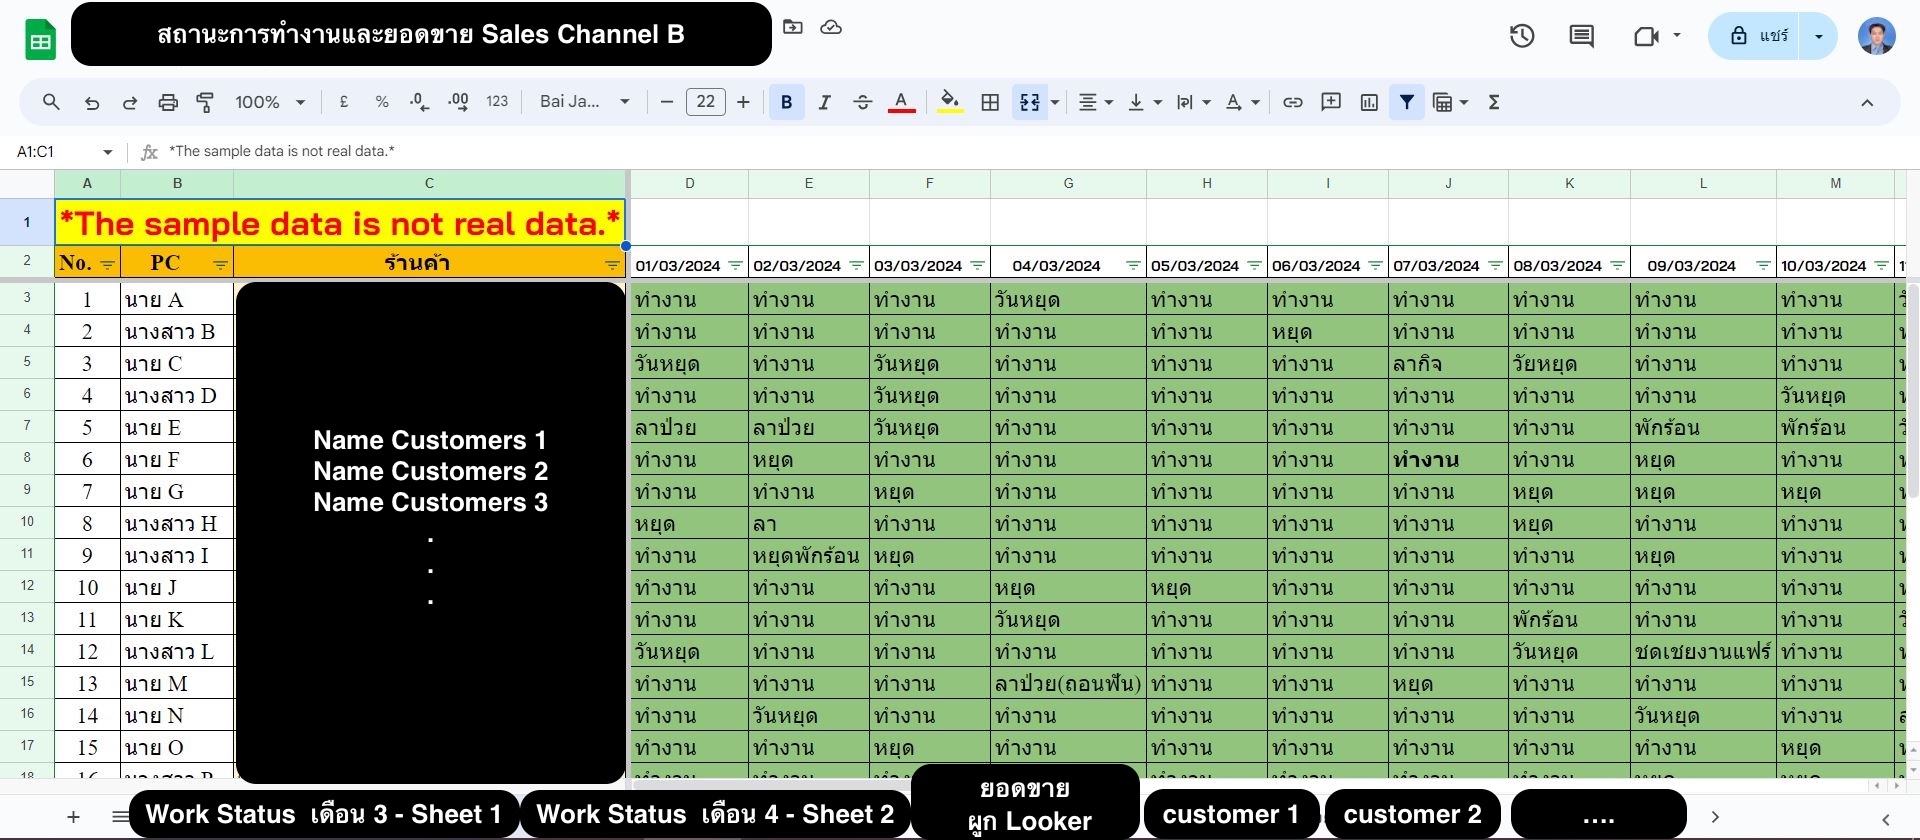 สถานะการทำงานและยอดขาย Sales Channel B
แชร์
100% £ % .0 .00 123 Bai Ja... 22 B I A
A1:C1 fx *The sample data is not real data.*
A B C D E F G H I J K L M
1 *The sample data is not real data.*
2 No. PC ร้านค้า 01/03/2024 02/03/2024 03/03/2024 04/03/2024 05/03/2024 06/03/2024 07/03/2024 08/03/2024 09/03/2024 10/03/2024
3 1 นาย A ทำงาน ทำงาน ทำงาน วันหยุด ทำงาน ทำงาน ทำงาน ทำงาน ทำงาน ทำงาน
4 2 นางสาว B ทำงาน ทำงาน ทำงาน ทำงาน ทำงาน หยุด ทำงาน ทำงาน ทำงาน ทำงาน
5 3 นาย C วันหยุด ทำงาน วันหยุด ทำงาน ทำงาน ทำงาน ลากิจ วัยหยุด ทำงาน ทำงาน
6 4 นางสาว D ทำงาน ทำงาน วันหยุด ทำงาน ทำงาน ทำงาน ทำงาน ทำงาน ทำงาน วันหยุด
7 5 นาย E ลาป่วย ลาป่วย วันหยุด ทำงาน ทำงาน ทำงาน ทำงาน ทำงาน พักร้อน พักร้อน
8 6 นาย F ทำงาน หยุด ทำงาน ทำงาน ทำงาน ทำงาน ทำงาน ทำงาน หยุด ทำงาน
9 7 นาย G ทำงาน ทำงาน หยุด ทำงาน ทำงาน ทำงาน ทำงาน หยุด หยุด หยุด
10 8 นางสาว H หยุด ลา ทำงาน ทำงาน ทำงาน ทำงาน ทำงาน หยุด ทำงาน ทำงาน
11 9 นางสาว I ทำงาน หยุดพักร้อน หยุด ทำงาน ทำงาน ทำงาน ทำงาน ทำงาน หยุด ทำงาน
12 10 นาย J ทำงาน ทำงาน ทำงาน หยุด หยุด ทำงาน ทำงาน ทำงาน ทำงาน ทำงาน
13 11 นาย K ทำงาน ทำงาน ทำงาน วันหยุด ทำงาน ทำงาน ทำงาน พักร้อน ทำงาน ทำงาน
14 12 นางสาว L วันหยุด ทำงาน ทำงาน ทำงาน ทำงาน ทำงาน ทำงาน วันหยุด ชดเชยงานแฟร์ ทำงาน
15 13 นาย M ทำงาน ทำงาน ทำงาน ลาป่วย(ถอนฟัน) ทำงาน ทำงาน หยุด ทำงาน ทำงาน ทำงาน
16 14 นาย N ทำงาน วันหยุด ทำงาน ทำงาน ทำงาน ทำงาน ทำงาน ทำงาน วันหยุด ทำงาน
17 15 นาย O ทำงาน ทำงาน หยุด ทำงาน ทำงาน ทำงาน ทำงาน ทำงาน ทำงาน หยุด
Name Customers 1
Name Customers 2
Name Customers 3
.
.
.
Work Status เดือน 3 - Sheet 1
Work Status เดือน 4 - Sheet 2
ยอดขาย
ผูก Looker
customer 1
customer 2
....